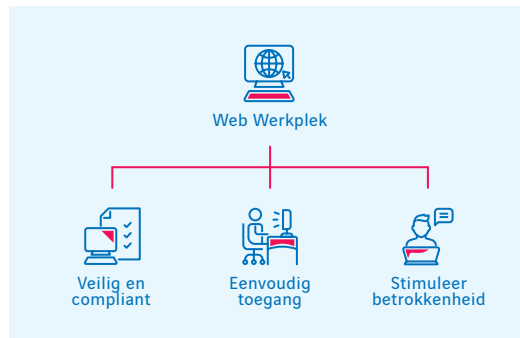 Web Werkplek
Veilig en
compliant
Eenvoudig
toegang
Stimuleer
betrokkenheid